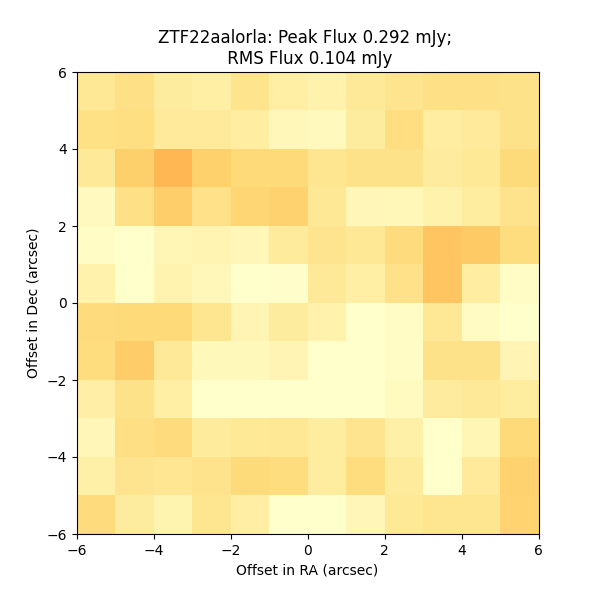 ZTF22aalorla: Peak Flux 0.292 mJy;
RMS Flux 0.104 mJy
6
4
2
0
−2
−4
−6
Offset in Dec (arcsec)
−6 −4 −2 0 2 4 6
Offset in RA (arcsec)